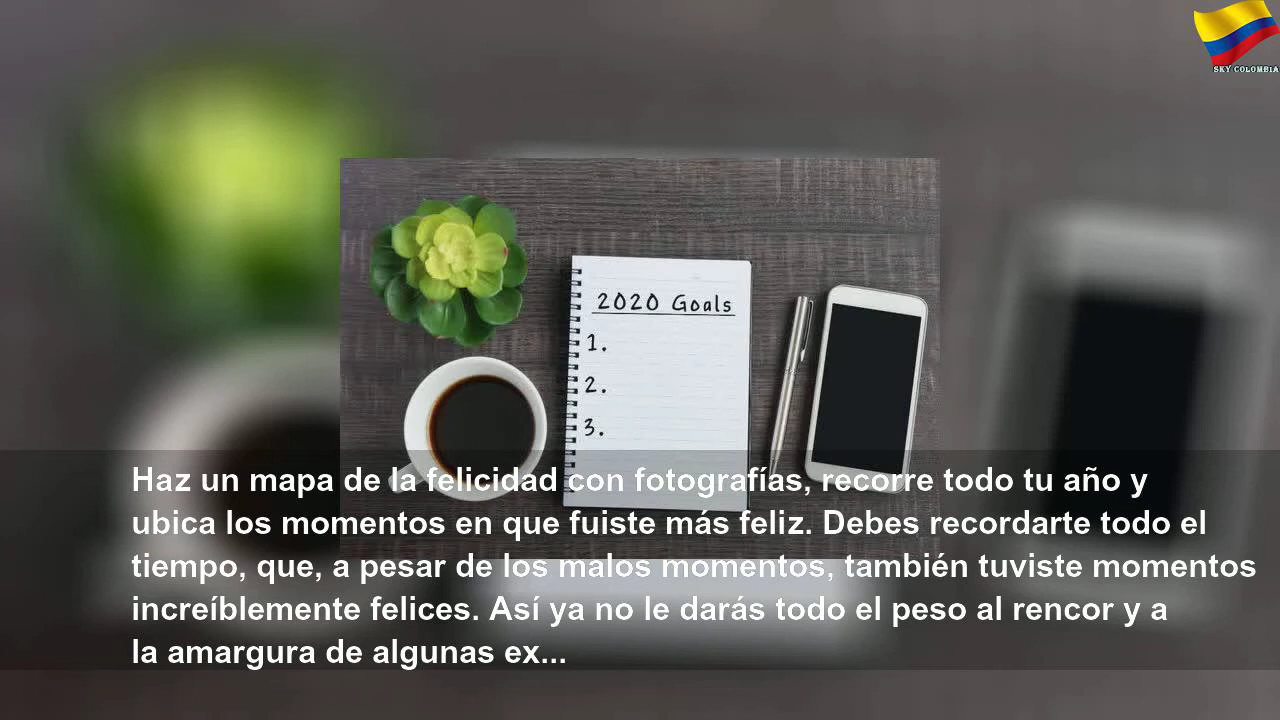 SKY COLOMBIA
2020 Goals
1.
2.
3.
Haz un mapa de la felicidad con fotografías, recorre todo tu año y
ubica los momentos en que fuiste más feliz. Debes recordarte todo el
tiempo, que, a pesar de los malos momentos, también tuviste momentos
increíblemente felices. Así ya no le darás todo el peso al rencor y a
la amargura de algunas ex...